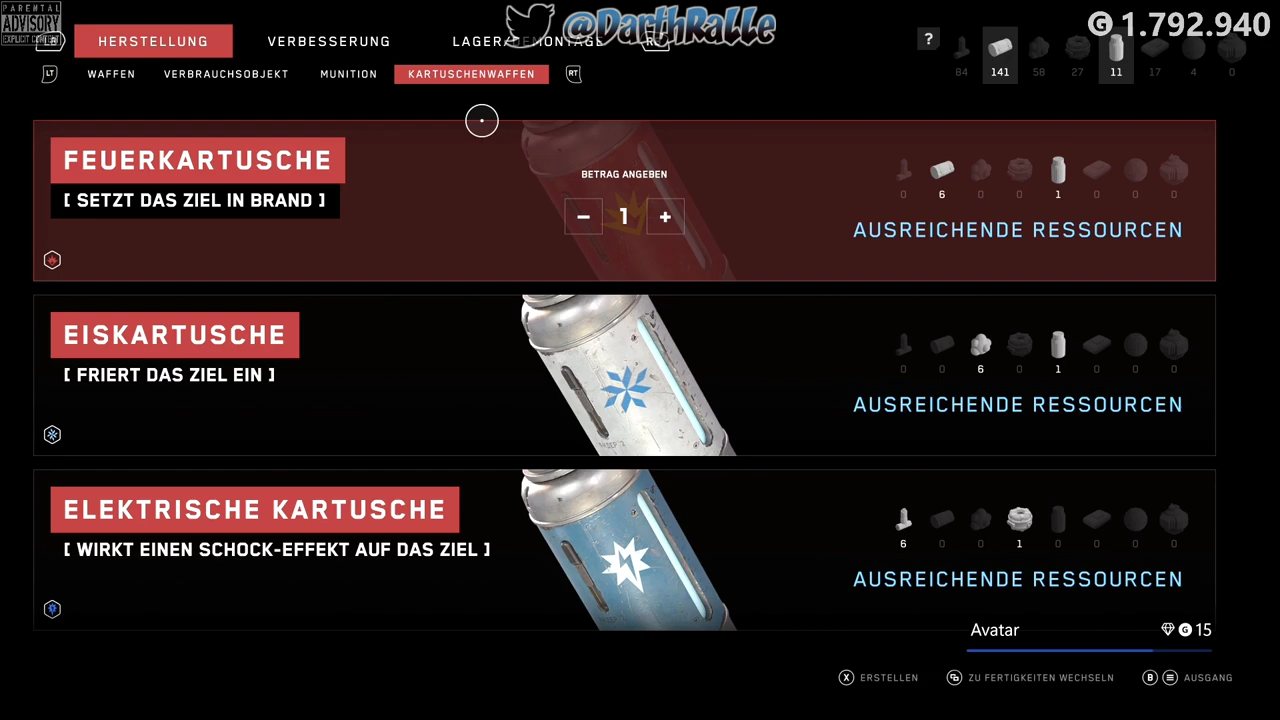 PARENTAL
ADVISORY
EXPLICIT CONTENT
@DarthRalle
G 1.792.940
LB
HERSTELLUNG
VERBESSERUNG
LAGER/DEMONTAGE
?
84 141 58 27 11 17 4 0
LT
WAFFEN
VERBRAUCHSOBJEKT
MUNITION
KARTUSCHENWAFFEN
RT
FEUERKARTUSCHE
[ SETZT DAS ZIEL IN BRAND ]
BETRAG ANGEBEN
− 1 +
0 6 0 0 1 0 0 0
AUSREICHENDE RESSOURCEN
EISKARTUSCHE
[ FRIERT DAS ZIEL EIN ]
0 0 6 0 1 0 0 0
AUSREICHENDE RESSOURCEN
ELEKTRISCHE KARTUSCHE
[ WIRKT EINEN SCHOCK-EFFEKT AUF DAS ZIEL ]
6 0 0 1 0 0 0 0
AUSREICHENDE RESSOURCEN
Avatar
G 15
X ERSTELLEN
ZU FERTIGKEITEN WECHSELN
B AUSGANG